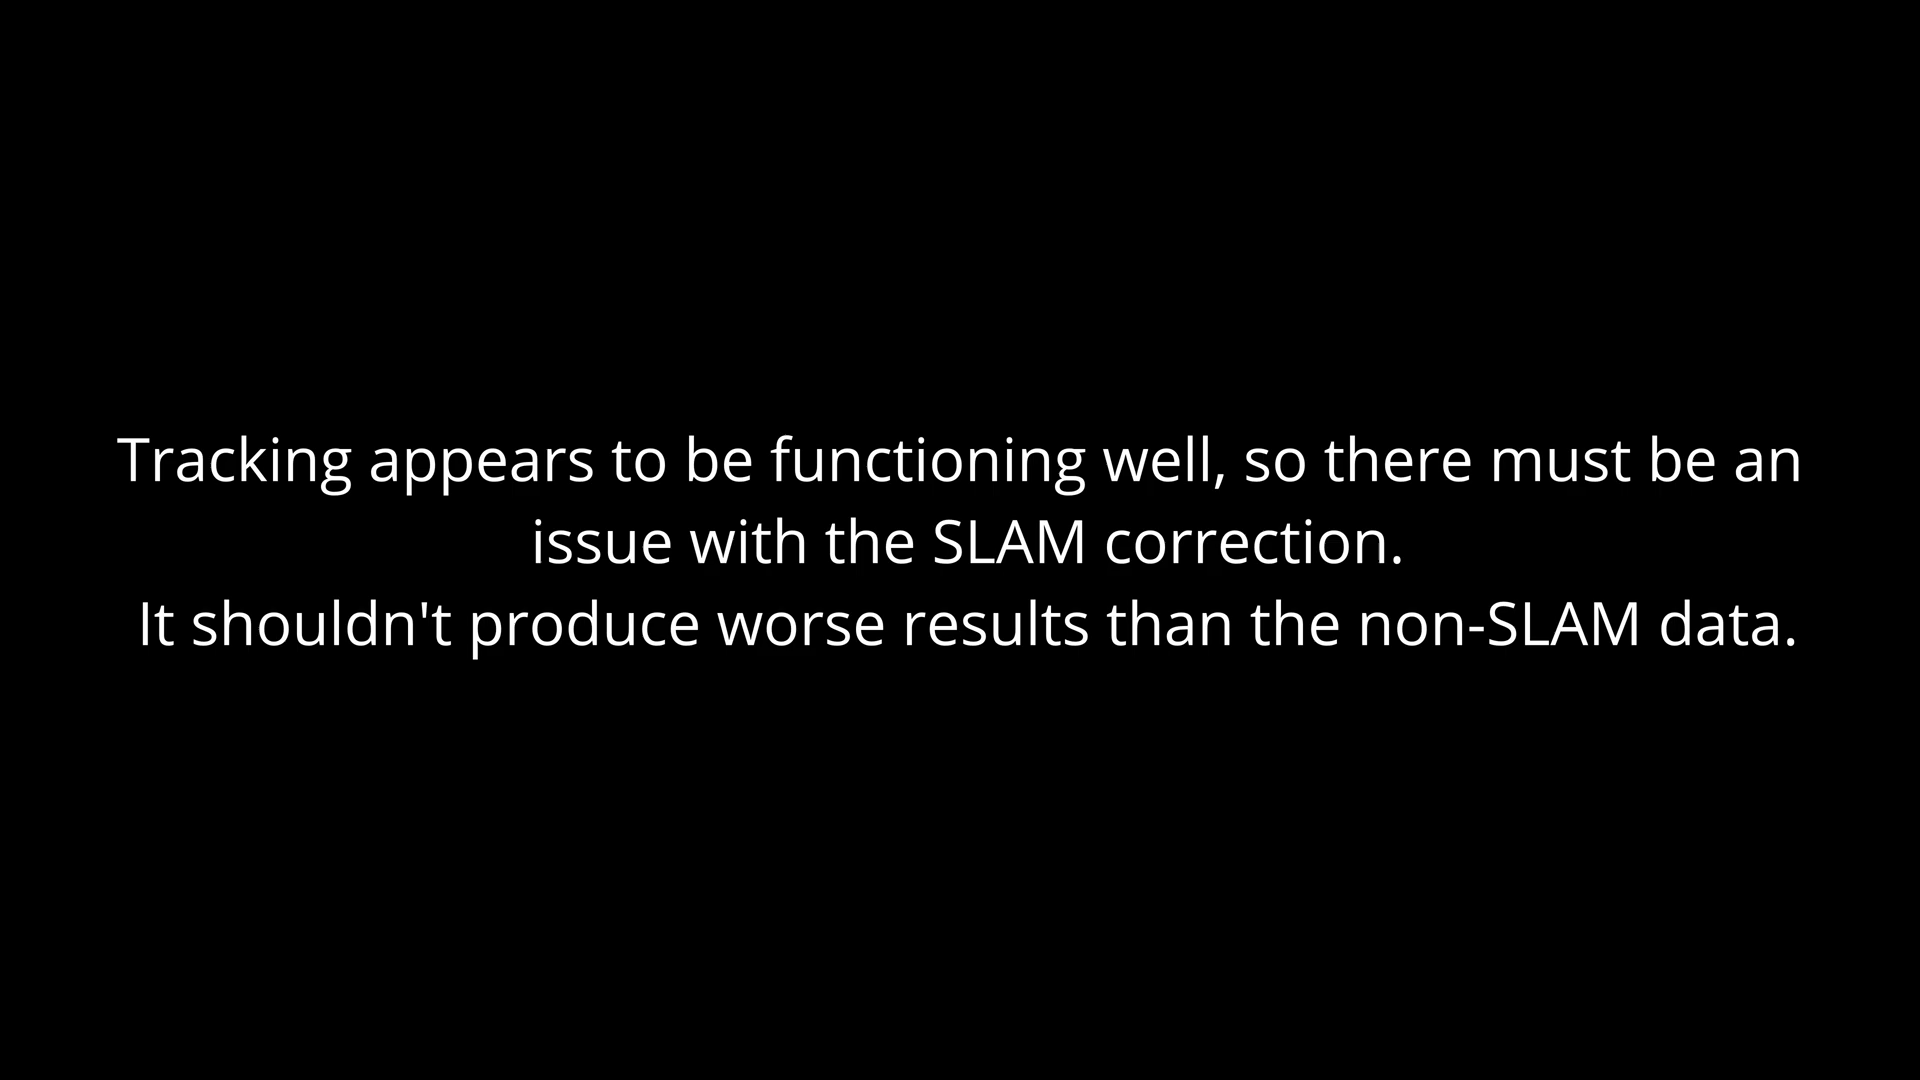 Tracking appears to be functioning well, so there must be an
issue with the SLAM correction.
It shouldn't produce worse results than the non-SLAM data.